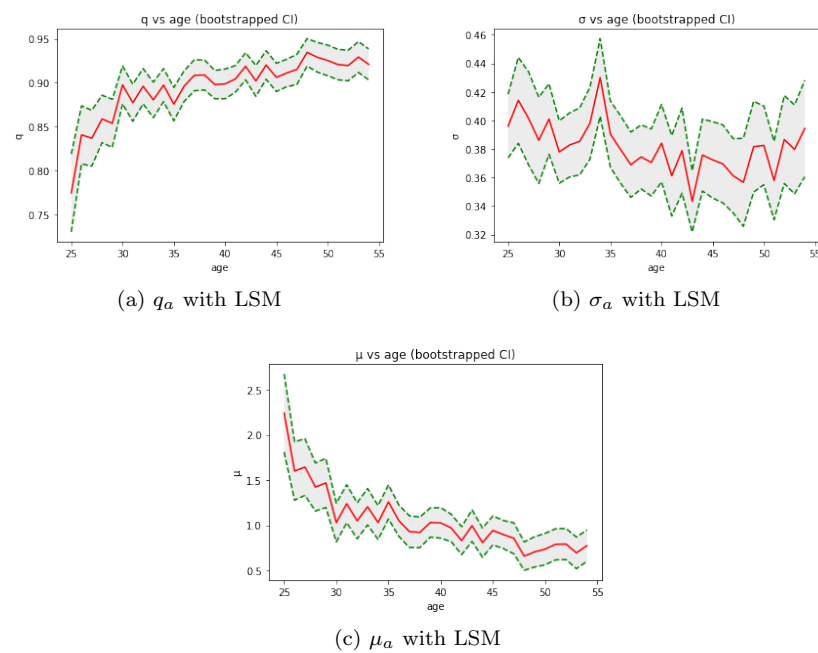 q vs age (bootstrapped CI)
0.95
0.90
0.85
0.80
0.75
q
25 30 35 40 45 50 55
age
(a) qₐ with LSM
σ vs age (bootstrapped CI)
0.46
0.44
0.42
0.40
0.38
0.36
0.34
0.32
σ
25 30 35 40 45 50 55
age
(b) σₐ with LSM
μ vs age (bootstrapped CI)
2.5
2.0
1.5
1.0
0.5
μ
25 30 35 40 45 50 55
age
(c) μₐ with LSM